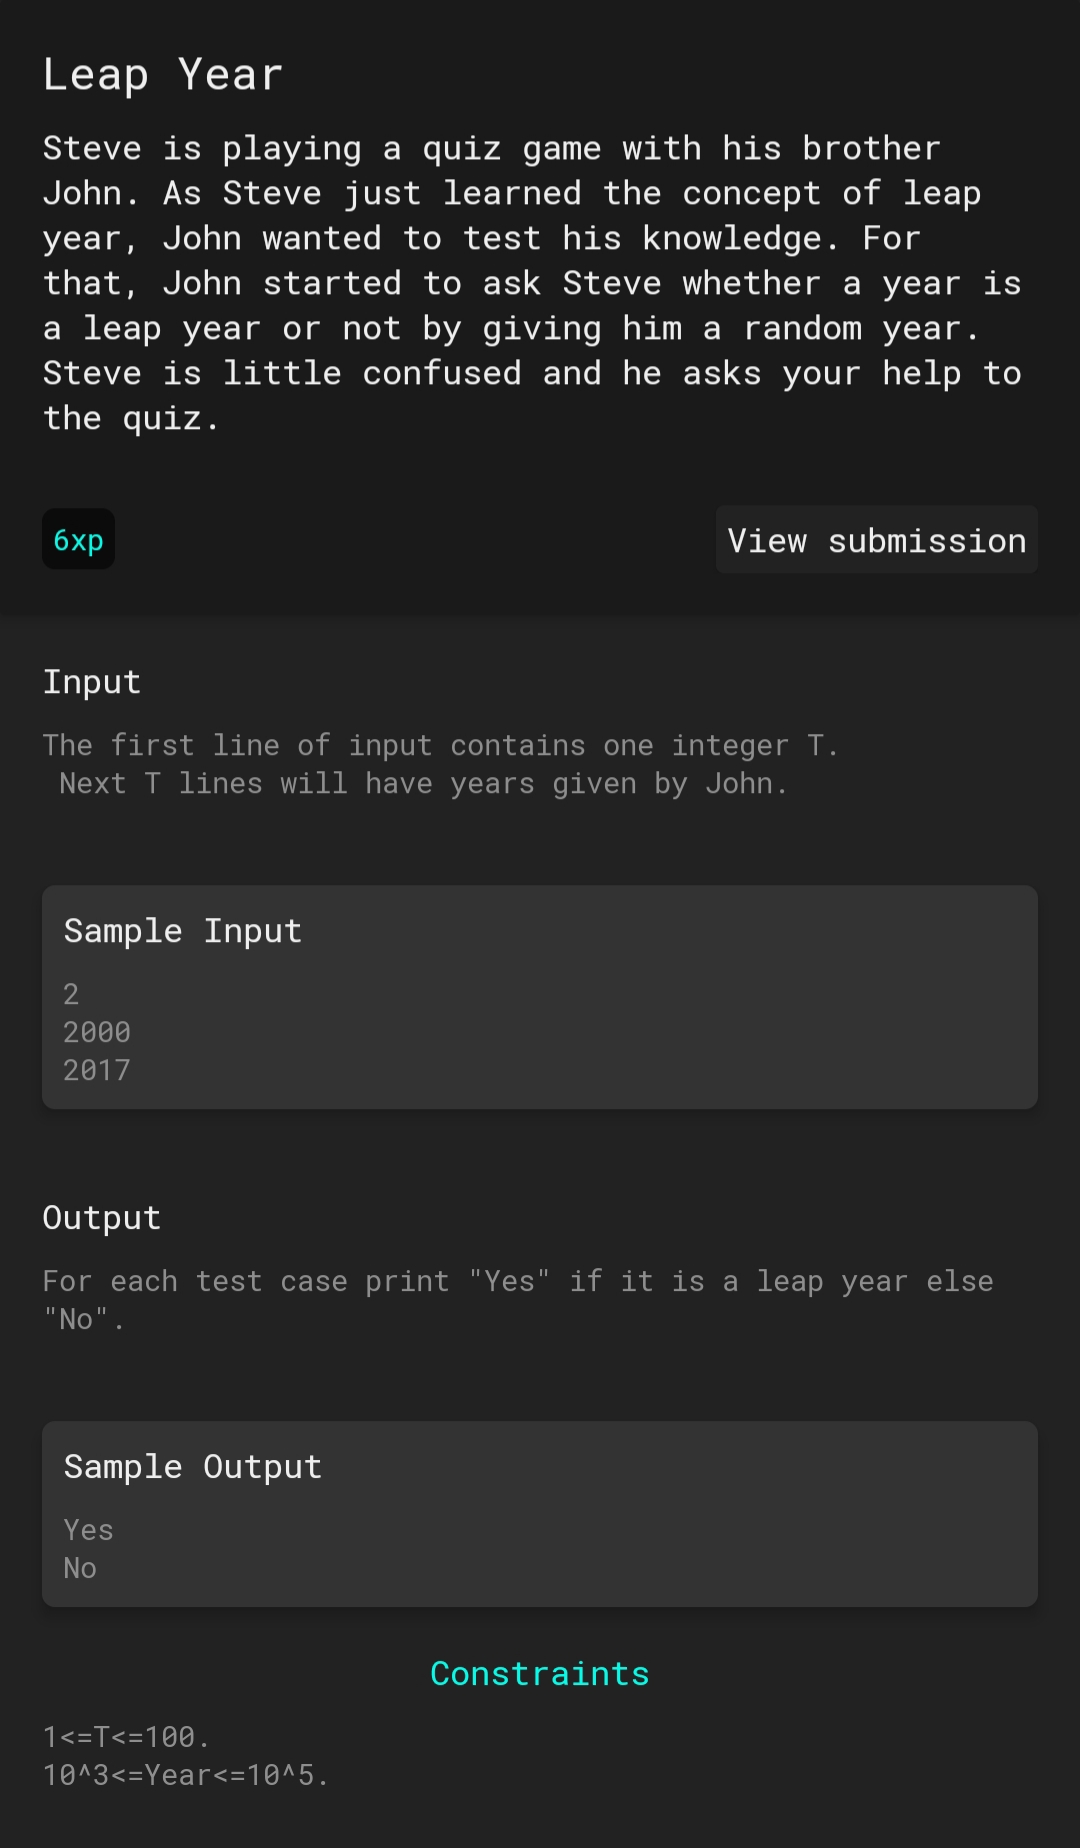 Leap Year
Steve is playing a quiz game with his brother
John. As Steve just learned the concept of leap
year, John wanted to test his knowledge. For
that, John started to ask Steve whether a year is
a leap year or not by giving him a random year.
Steve is little confused and he asks your help to
the quiz.
6xp
View submission
Input
The first line of input contains one integer T.
Next T lines will have years given by John.
Sample Input
2
2000
2017
Output
For each test case print "Yes" if it is a leap year else
"No".
Sample Output
Yes
No
Constraints
1<=T<=100.
10^3<=Year<=10^5.